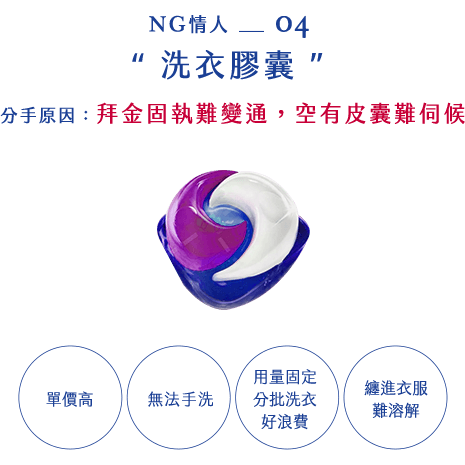 NG情人 __ 04
“ 洗衣膠囊 ”
分手原因：拜金固執難變通，空有皮囊難伺候
單價高
無法手洗
用量固定
分批洗衣
好浪費
纏進衣服
難溶解